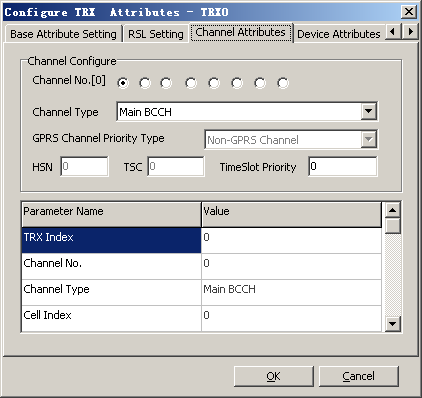 Configure TRX Attributes - TRX0
Base Attribute Setting RSL Setting Channel Attributes Device Attributes
Channel Configure
Channel No.[0]
Channel Type Main BCCH
GPRS Channel Priority Type Non-GPRS Channel
HSN 0 TSC 0 TimeSlot Priority 0
Parameter Name Value
TRX Index 0
Channel No. 0
Channel Type Main BCCH
Cell Index 0
OK Cancel